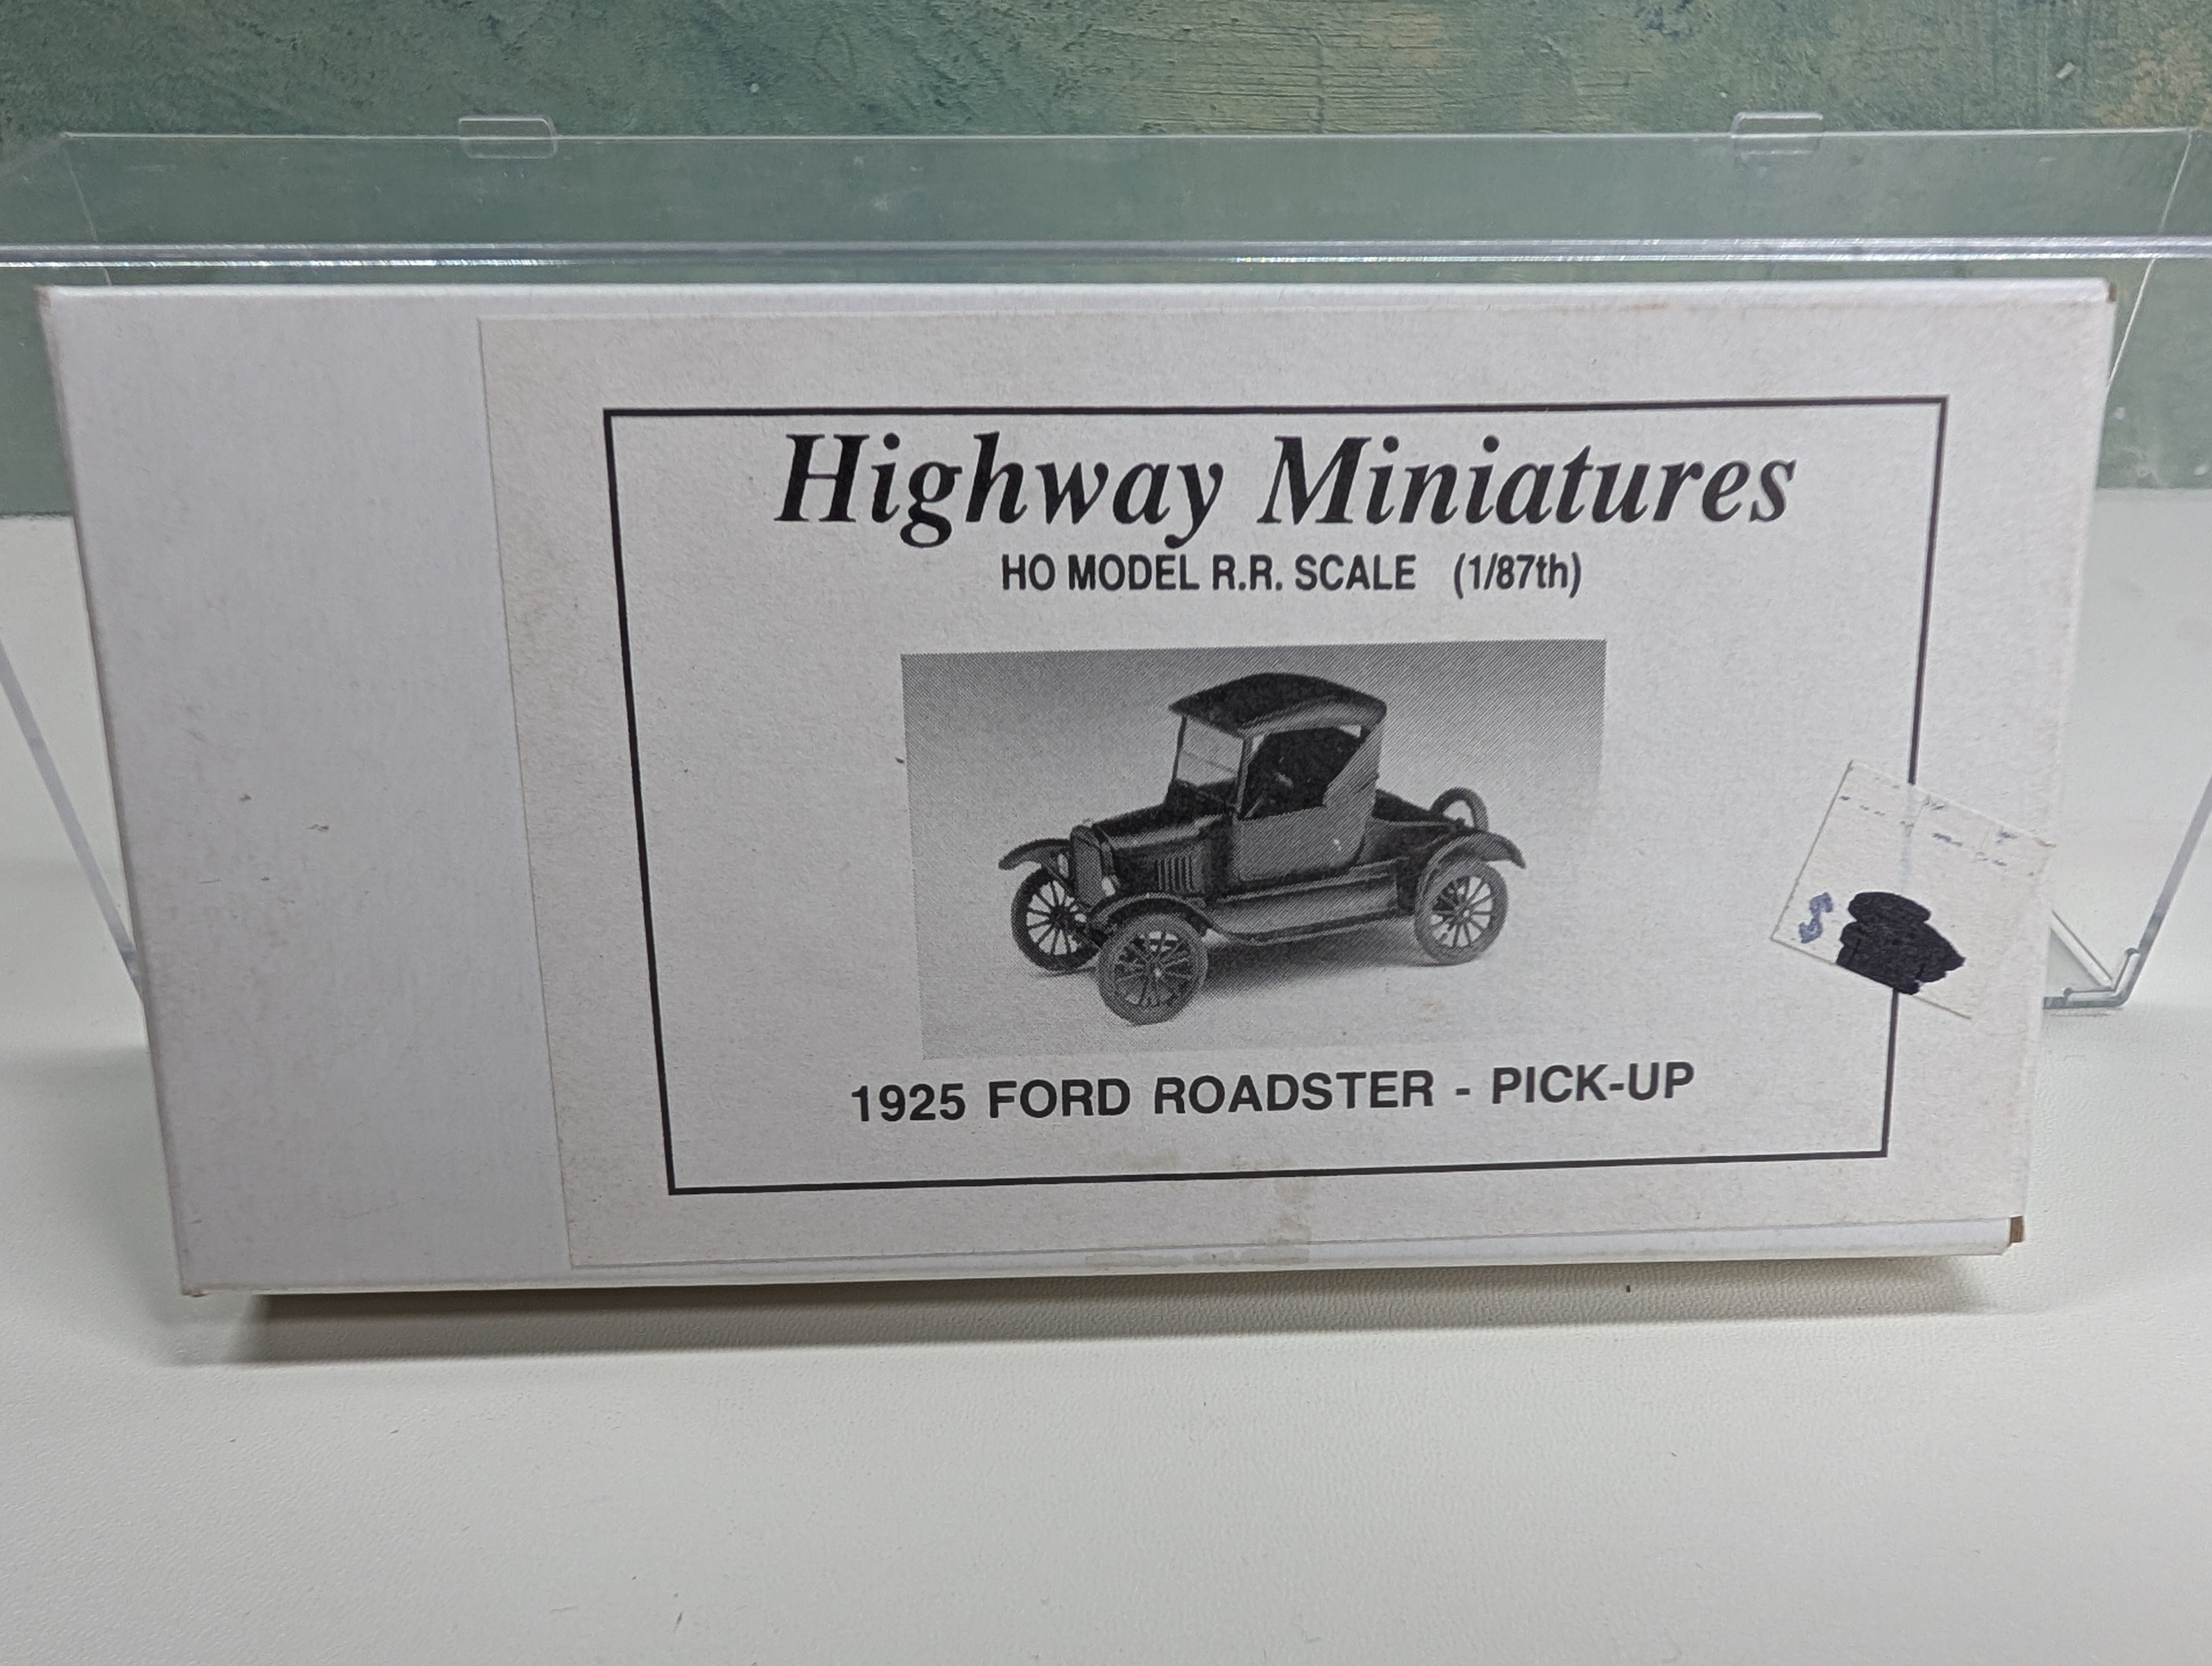 Highway Miniatures
HO MODEL R.R. SCALE (1/87th)
$
1925 FORD ROADSTER - PICK-UP